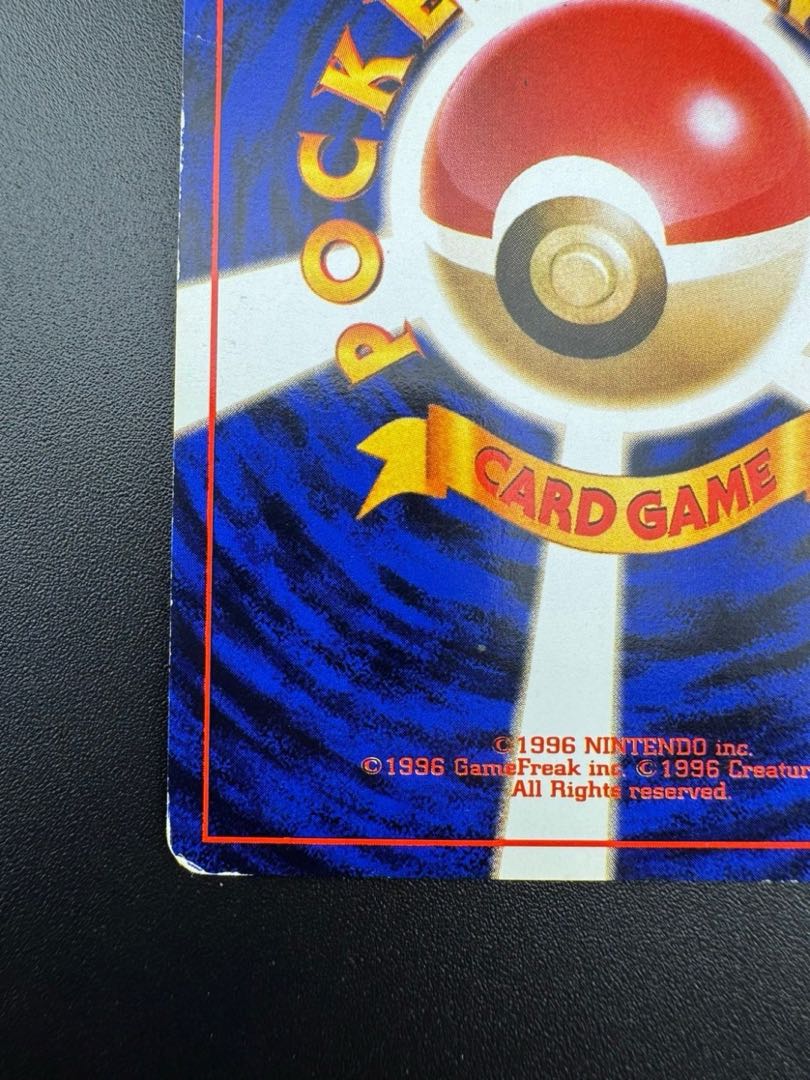 POCKE
CARD GAME
©1996 NINTENDO inc.
©1996 GameFreak inc. ©1996 Creatur
All Rights reserved.